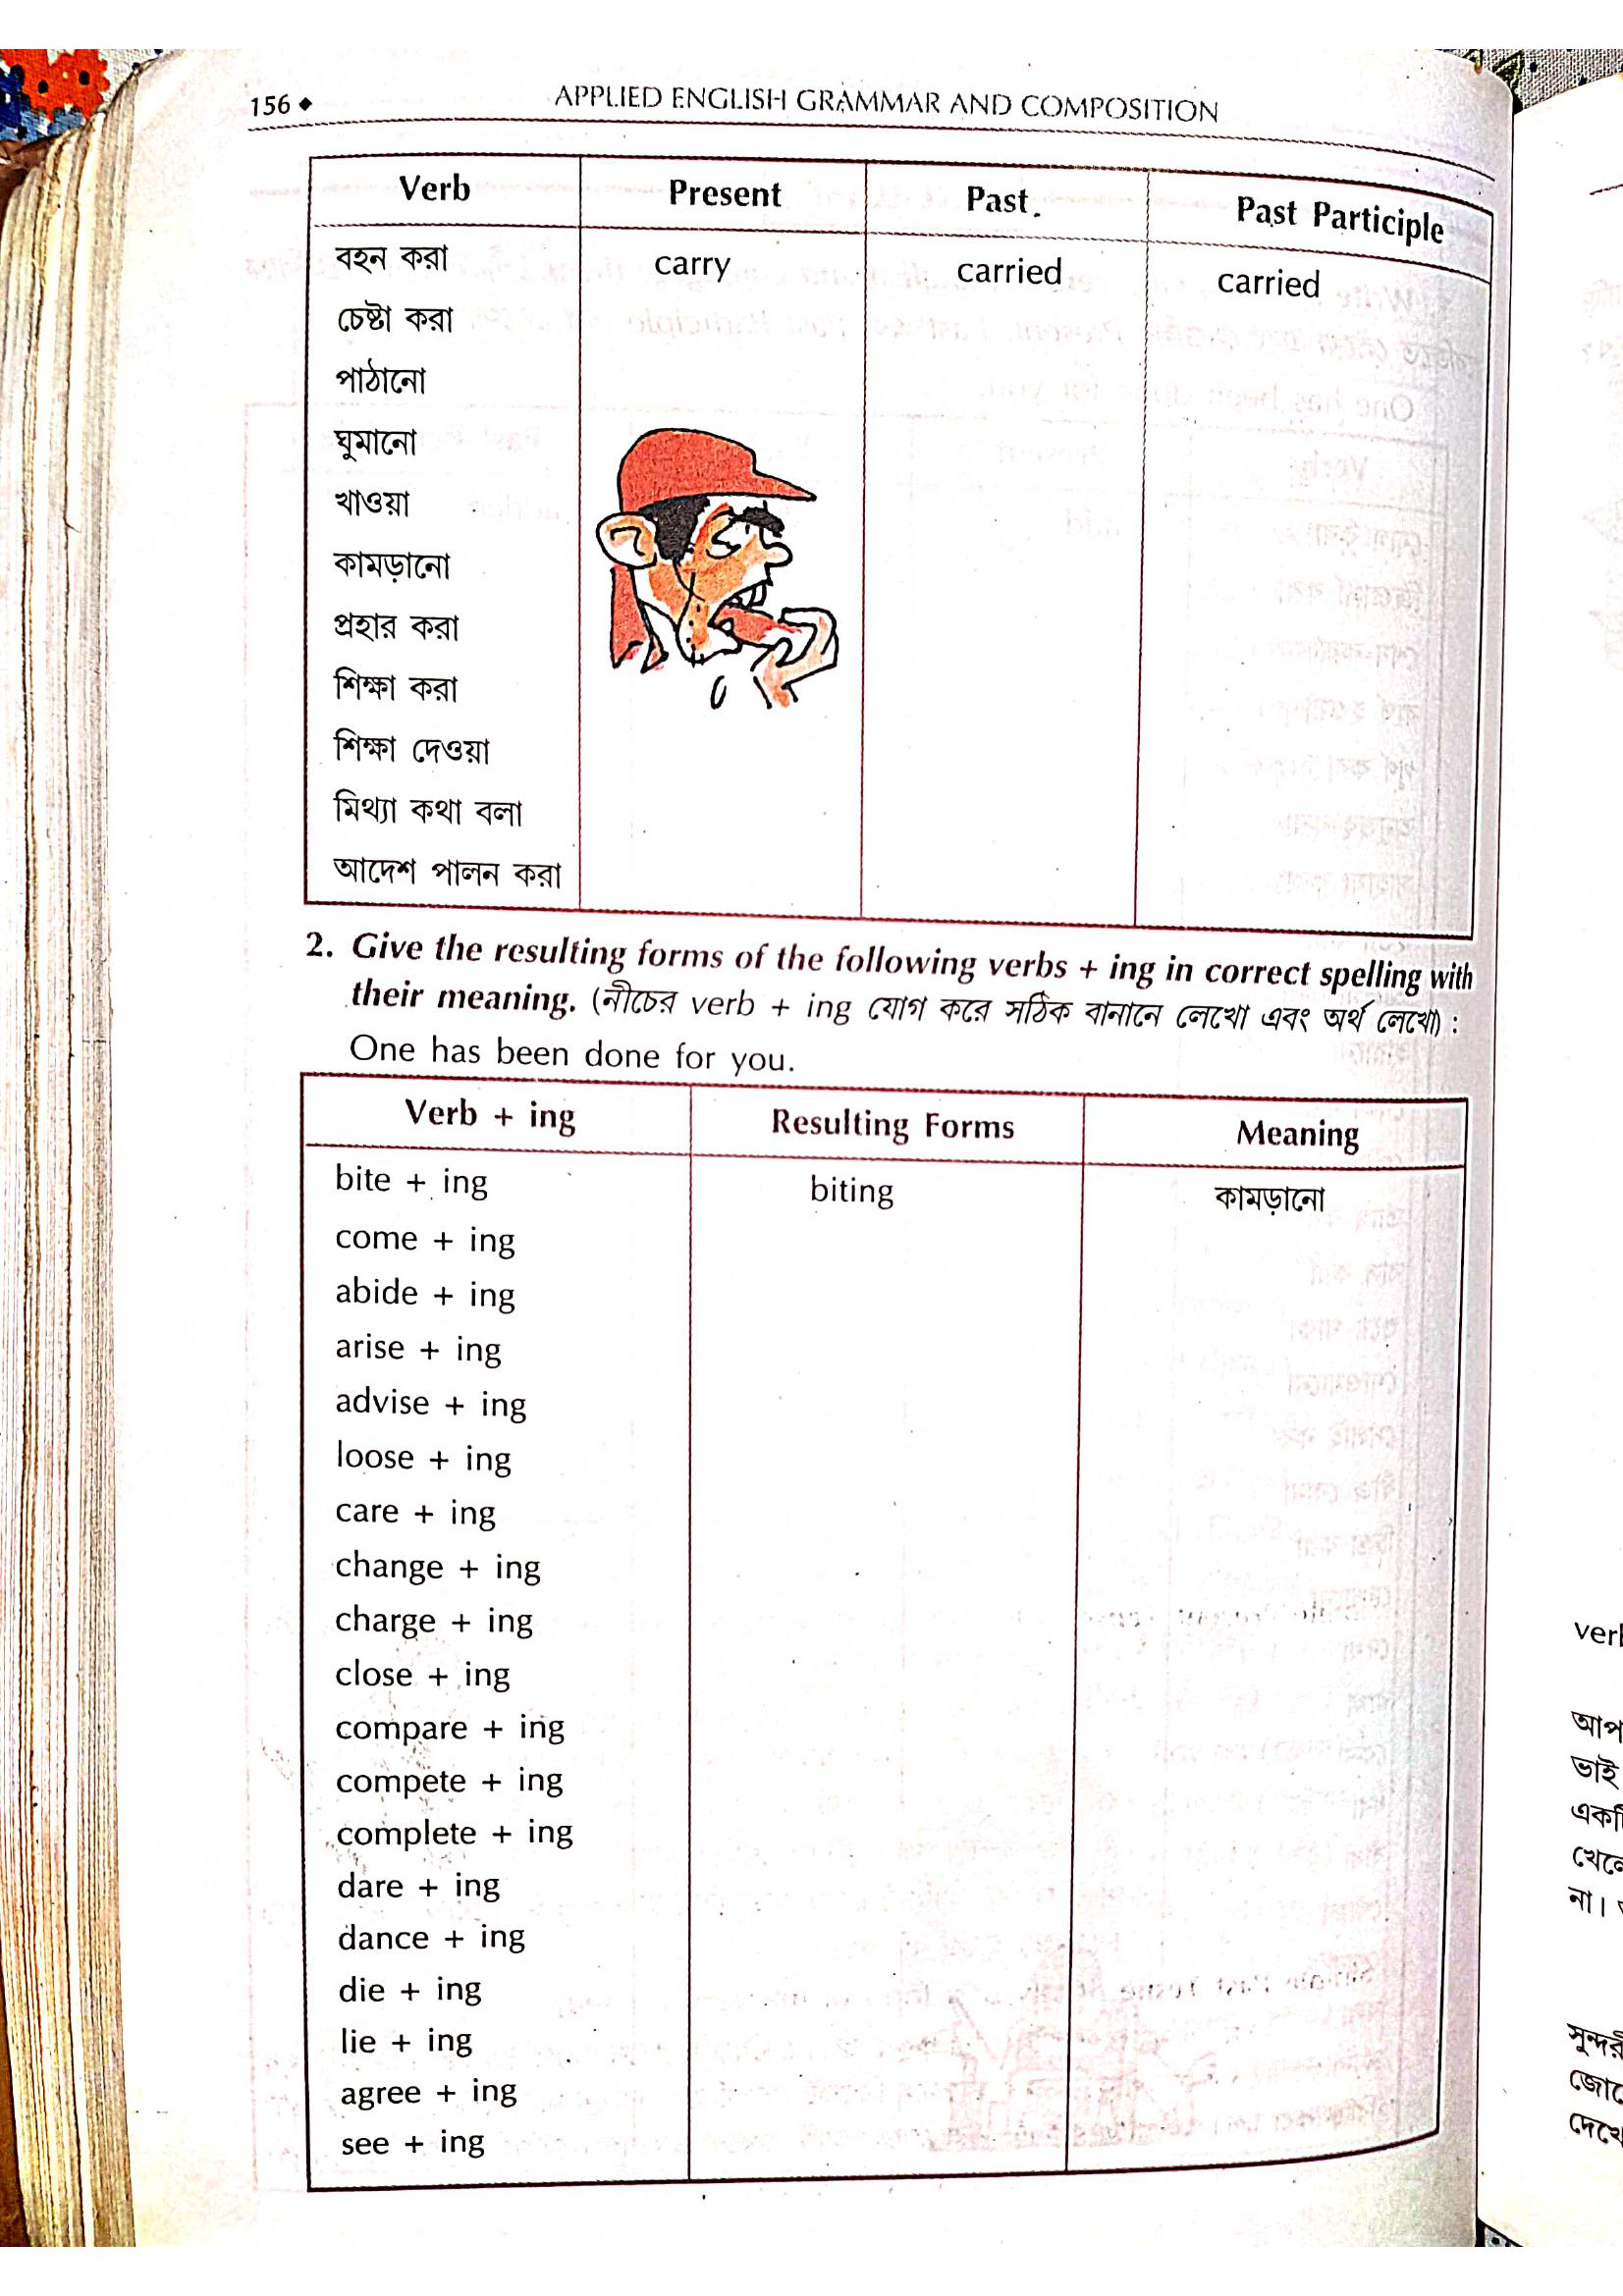 156 ◆ APPLIED ENGLISH GRAMMAR AND COMPOSITION
Verb Present Past Past Participle
বহন করা carry carried carried
চেষ্টা করা
পাঠানো
ঘুমানো
খাওয়া
কামড়ানো
প্রহার করা
শিক্ষা করা
শিক্ষা দেওয়া
মিথ্যা কথা বলা
আদেশ পালন করা
2. Give the resulting forms of the following verbs + ing in correct spelling with
their meaning. (নীচের verb + ing যোগ করে সঠিক বানানে লেখো এবং অর্থ লেখো) :
One has been done for you.
Verb + ing Resulting Forms Meaning
bite + ing biting কামড়ানো
come + ing
abide + ing
arise + ing
advise + ing
loose + ing
care + ing
change + ing
charge + ing
close + ing
compare + ing
compete + ing
complete + ing
dare + ing
dance + ing
die + ing
lie + ing
agree + ing
see + ing
ভাই
না।